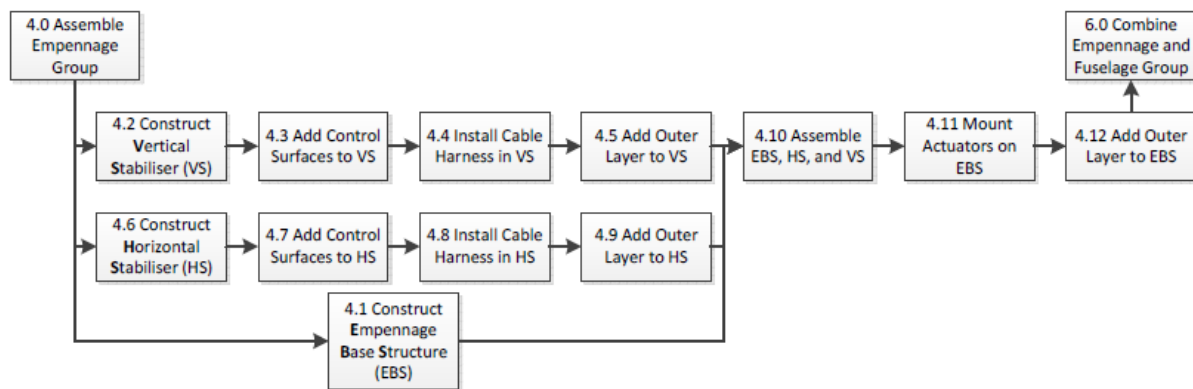 4.0 Assemble
Empennage
Group
6.0 Combine
Empennage and
Fuselage Group
4.2 Construct
Vertical
Stabiliser (VS)
4.3 Add Control
Surfaces to VS
4.4 Install Cable
Harness in VS
4.5 Add Outer
Layer to VS
4.10 Assemble
EBS, HS, and VS
4.11 Mount
Actuators on
EBS
4.12 Add Outer
Layer to EBS
4.6 Construct
Horizontal
Stabiliser (HS)
4.7 Add Control
Surfaces to HS
4.8 Install Cable
Harness in HS
4.9 Add Outer
Layer to HS
4.1 Construct
Empennage
Base Structure
(EBS)